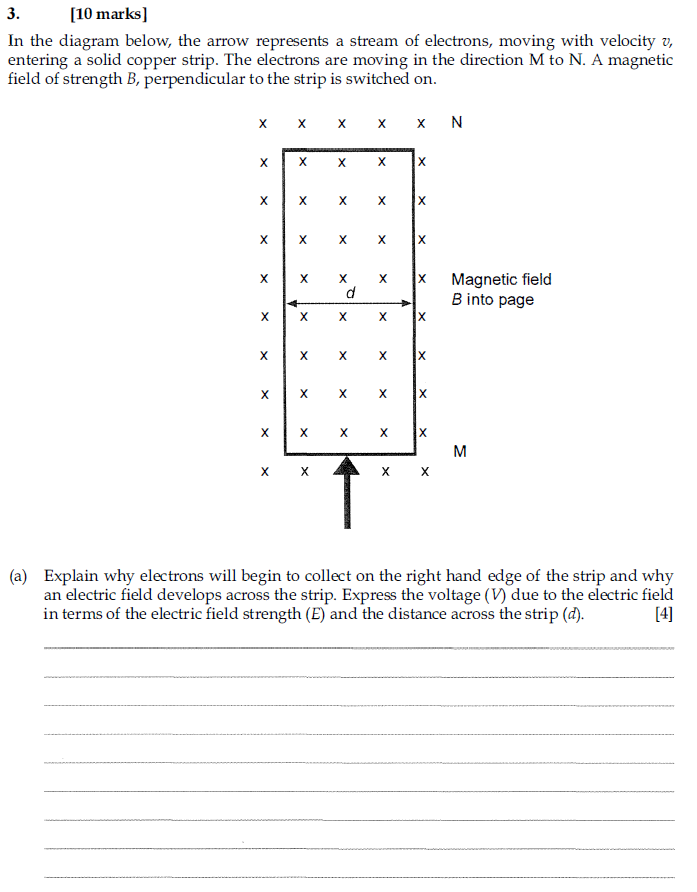 3. [10 marks]
In the diagram below, the arrow represents a stream of electrons, moving with velocity v,
entering a solid copper strip. The electrons are moving in the direction M to N. A magnetic
field of strength B, perpendicular to the strip is switched on.
x x x x x N
x x x x x
x x x x x
x x x x x
x x x x x Magnetic field
d B into page
x x x x x
x x x x x
x x x x x
x x x x x
M
x x x x
(a) Explain why electrons will begin to collect on the right hand edge of the strip and why
an electric field develops across the strip. Express the voltage (V) due to the electric field
in terms of the electric field strength (E) and the distance across the strip (d). [4]